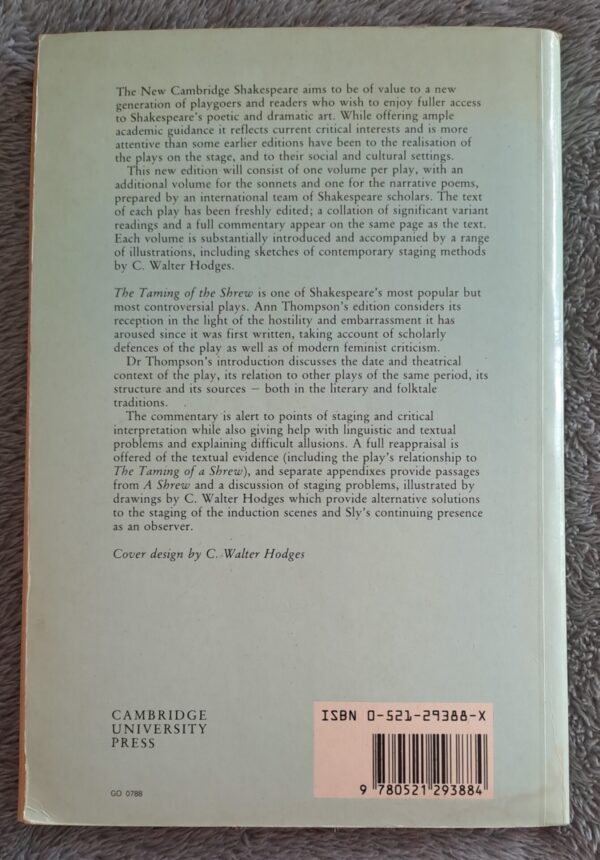 The New Cambridge Shakespeare aims to be of value to a new
generation of playgoers and readers who wish to enjoy fuller access
to Shakespeare's poetic and dramatic art. While offering ample
academic guidance it reflects current critical interests and is more
attentive than some earlier editions have been to the realisation of
the plays on the stage, and to their social and cultural settings.
This new edition will consist of one volume per play, with an
additional volume for the sonnets and one for the narrative poems,
prepared by an international team of Shakespeare scholars. The text
of each play has been freshly edited; a collation of significant variant
readings and a full commentary appear on the same page as the text.
Each volume is substantially introduced and accompanied by a range
of illustrations, including sketches of contemporary staging methods
by C. Walter Hodges.
The Taming of the Shrew is one of Shakespeare's most popular but
most controversial plays. Ann Thompson's edition considers its
reception in the light of the hostility and embarrassment it has
aroused since it was first written, taking account of scholarly
defences of the play as well as of modern feminist criticism.
Dr Thompson's introduction discusses the date and theatrical
context of the play, its relation to other plays of the same period, its
structure and its sources – both in the literary and folktale
traditions.
The commentary is alert to points of staging and critical
interpretation while also giving help with linguistic and textual
problems and explaining difficult allusions. A full reappraisal is
offered of the textual evidence (including the play's relationship to
The Taming of a Shrew), and separate appendixes provide passages
from A Shrew and a discussion of staging problems, illustrated by
drawings by C. Walter Hodges which provide alternative solutions
to the staging of the induction scenes and Sly's continuing presence
as an observer.
Cover design by C. Walter Hodges
CAMBRIDGE
UNIVERSITY
PRESS
GO 0788
ISBN 0-521-29388-X
9 780521 293884